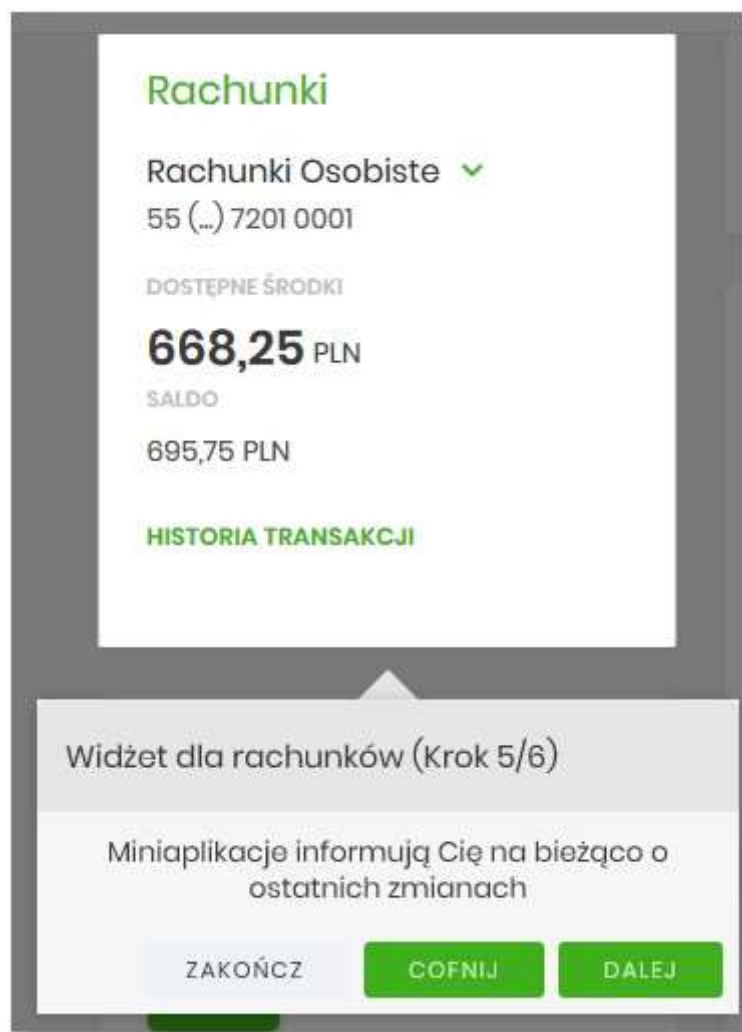 Rachunki
Rachunki Osobiste
55 (...) 7201 0001
DOSTĘPNE ŚRODKI
668,25 PLN
SALDO
695,75 PLN
HISTORIA TRANSAKCJI
Widżet dla rachunków (Krok 5/6)
Miniaplikacje informują Cię na bieżąco o
ostatnich zmianach
ZAKOŃCZ COFNIJ DALEJ